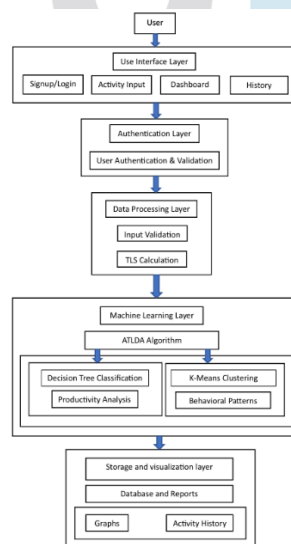 User
Use Interface Layer
Signup/Login Activity Input Dashboard History
Authentication Layer
User Authentication & Validation
Data Processing Layer
Input Validation
TLS Calculation
Machine Learning Layer
ATLDA Algorithm
Decision Tree Classification K-Means Clustering
Productivity Analysis Behavioral Patterns
Storage and visualization layer
Database and Reports
Graphs Activity History